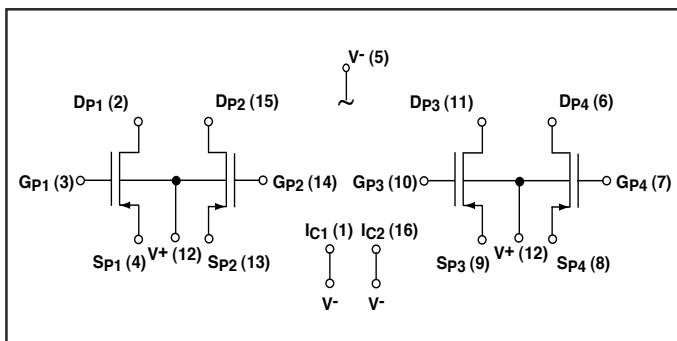 V- (5)
DP1 (2) DP2 (15) DP3 (11) DP4 (6)
GP1 (3) GP2 (14) GP3 (10) GP4 (7)
~
IC1 (1) IC2 (16)
SP1 (4) V+ (12) SP2 (13) SP3 (9) V+ (12) SP4 (8)
V- V-